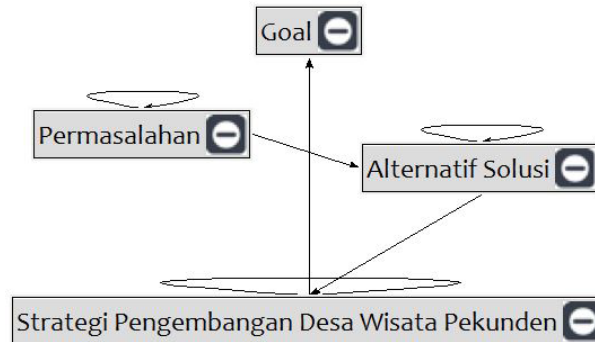 Goal
Permasalahan
Alternatif Solusi
Strategi Pengembangan Desa Wisata Pekunden